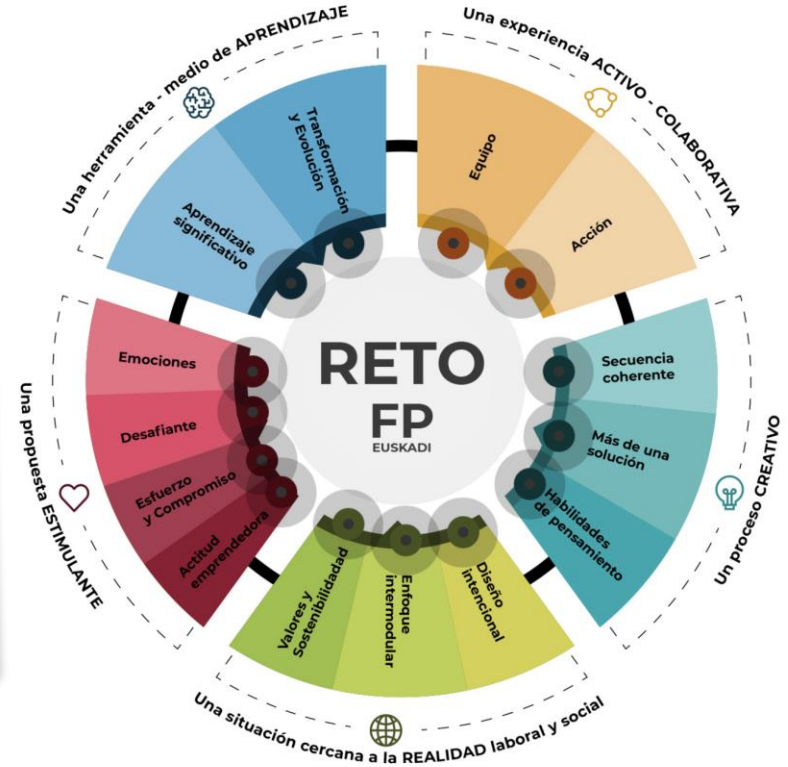 Una herramienta - medio de APRENDIZAJE
Transformación
y Evolución
Aprendizaje
significativo
Una experiencia ACTIVO - COLABORATIVA
Equipo
Acción
RETO
FP
EUSKADI
Un proceso CREATIVO
Secuencia
coherente
Más de una
solución
Habilidades
de pensamiento
Una situación cercana a la REALIDAD laboral y social
Diseño
intencional
Enfoque
intermodular
Valores y
Sostenibilidadad
Una propuesta ESTIMULANTE
Emociones
Desafiante
Esfuerzo
y Compromiso
Actitud
emprendedora